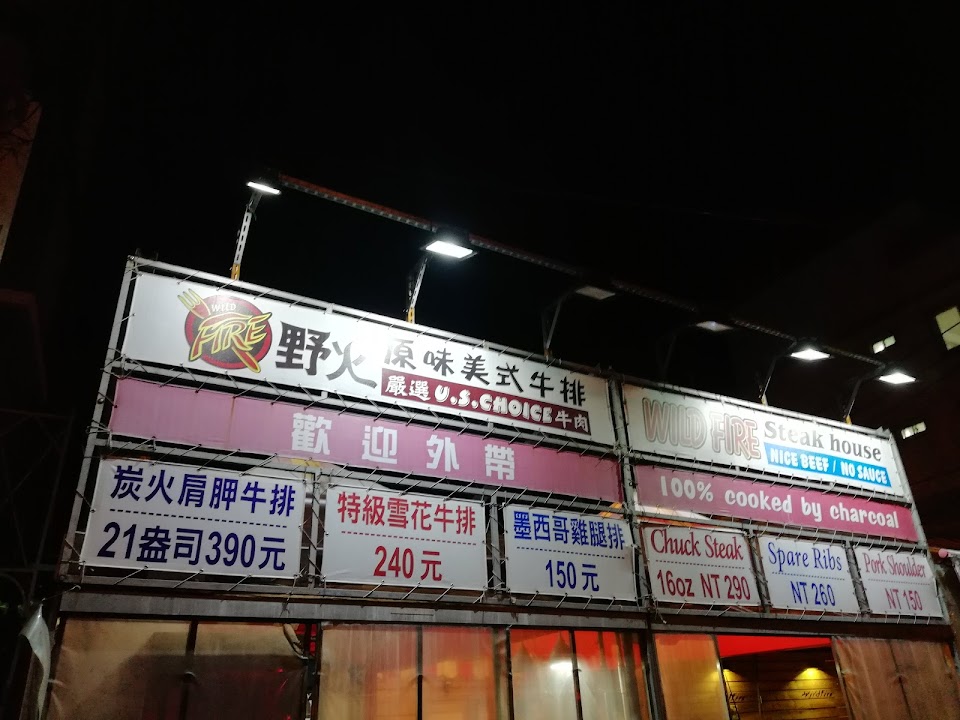 WILD
FIRE
野火
原味美式牛排
嚴選U.S.CHOICE牛肉
歡迎外帶
炭火肩胛牛排
21盎司390元
特級雪花牛排
240元
墨西哥雞腿排
150元
WILD FIRE
Steak house
NICE BEEF / NO SAUCE
100% cooked by charcoal
Chuck Steak
16oz NT 290
Spare Ribs
NT 260
Pork Shoulder
NT 150